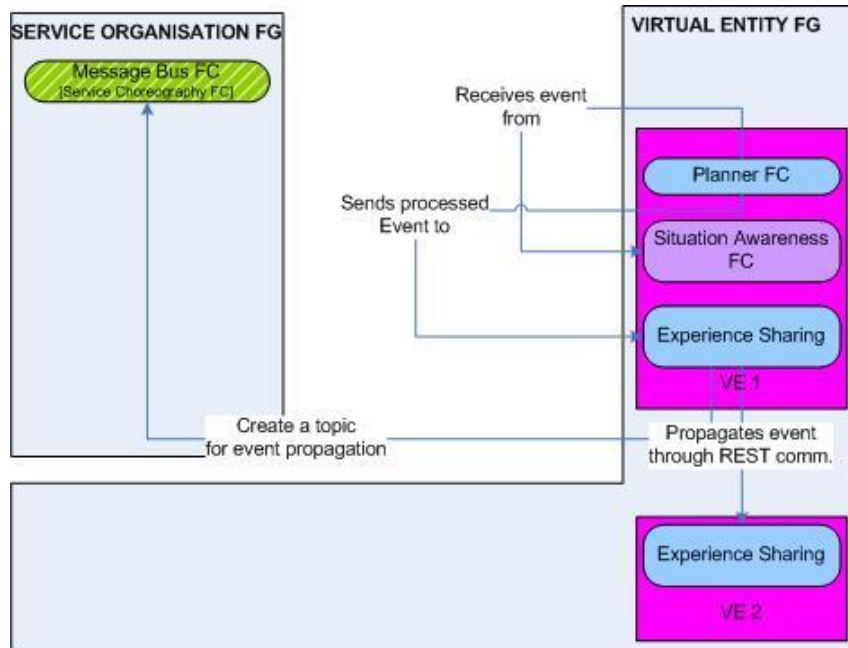 SERVICE ORGANISATION FG
Message Bus FC
[Service Choreography FC]
VIRTUAL ENTITY FG
Receives event
from
Planner FC
Sends processed
Event to
Situation Awareness
FC
Experience Sharing
VE 1
Create a topic
for event propagation
Propagates event
through REST comm.
Experience Sharing
VE 2